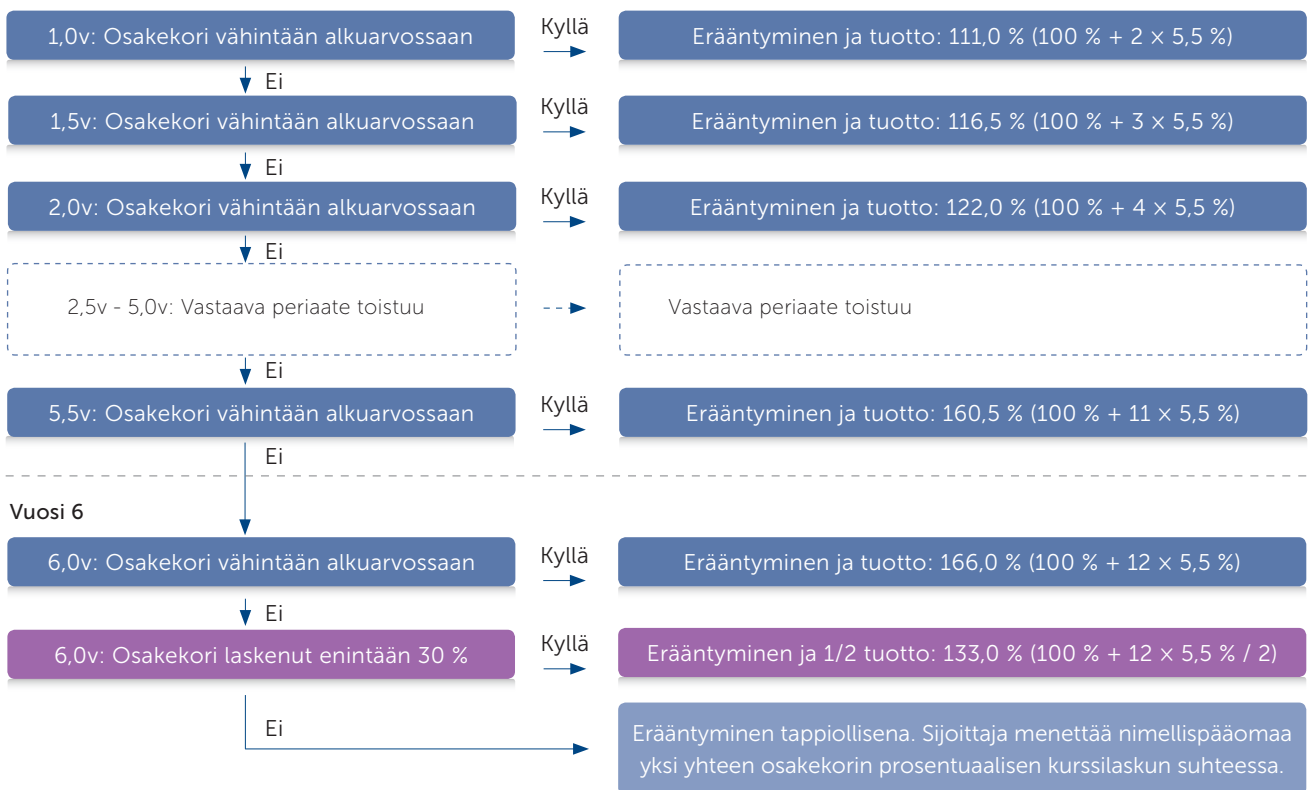 1,0v: Osakekori vähintään alkuarvossaan
Kyllä
Erääntyminen ja tuotto: 111,0 % (100 % + 2 × 5,5 %)
Ei
1,5v: Osakekori vähintään alkuarvossaan
Kyllä
Erääntyminen ja tuotto: 116,5 % (100 % + 3 × 5,5 %)
Ei
2,0v: Osakekori vähintään alkuarvossaan
Kyllä
Erääntyminen ja tuotto: 122,0 % (100 % + 4 × 5,5 %)
Ei
2,5v - 5,0v: Vastaava periaate toistuu
Vastaava periaate toistuu
Ei
5,5v: Osakekori vähintään alkuarvossaan
Kyllä
Erääntyminen ja tuotto: 160,5 % (100 % + 11 × 5,5 %)
Ei
Vuosi 6
6,0v: Osakekori vähintään alkuarvossaan
Kyllä
Erääntyminen ja tuotto: 166,0 % (100 % + 12 × 5,5 %)
Ei
6,0v: Osakekori laskenut enintään 30 %
Kyllä
Erääntyminen ja 1/2 tuotto: 133,0 % (100 % + 12 × 5,5 % / 2)
Ei
Erääntyminen tappiollisena. Sijoittaja menettää nimellispääomaa
yksi yhteen osakekorin prosentuaalisen kurssilaskun suhteessa.